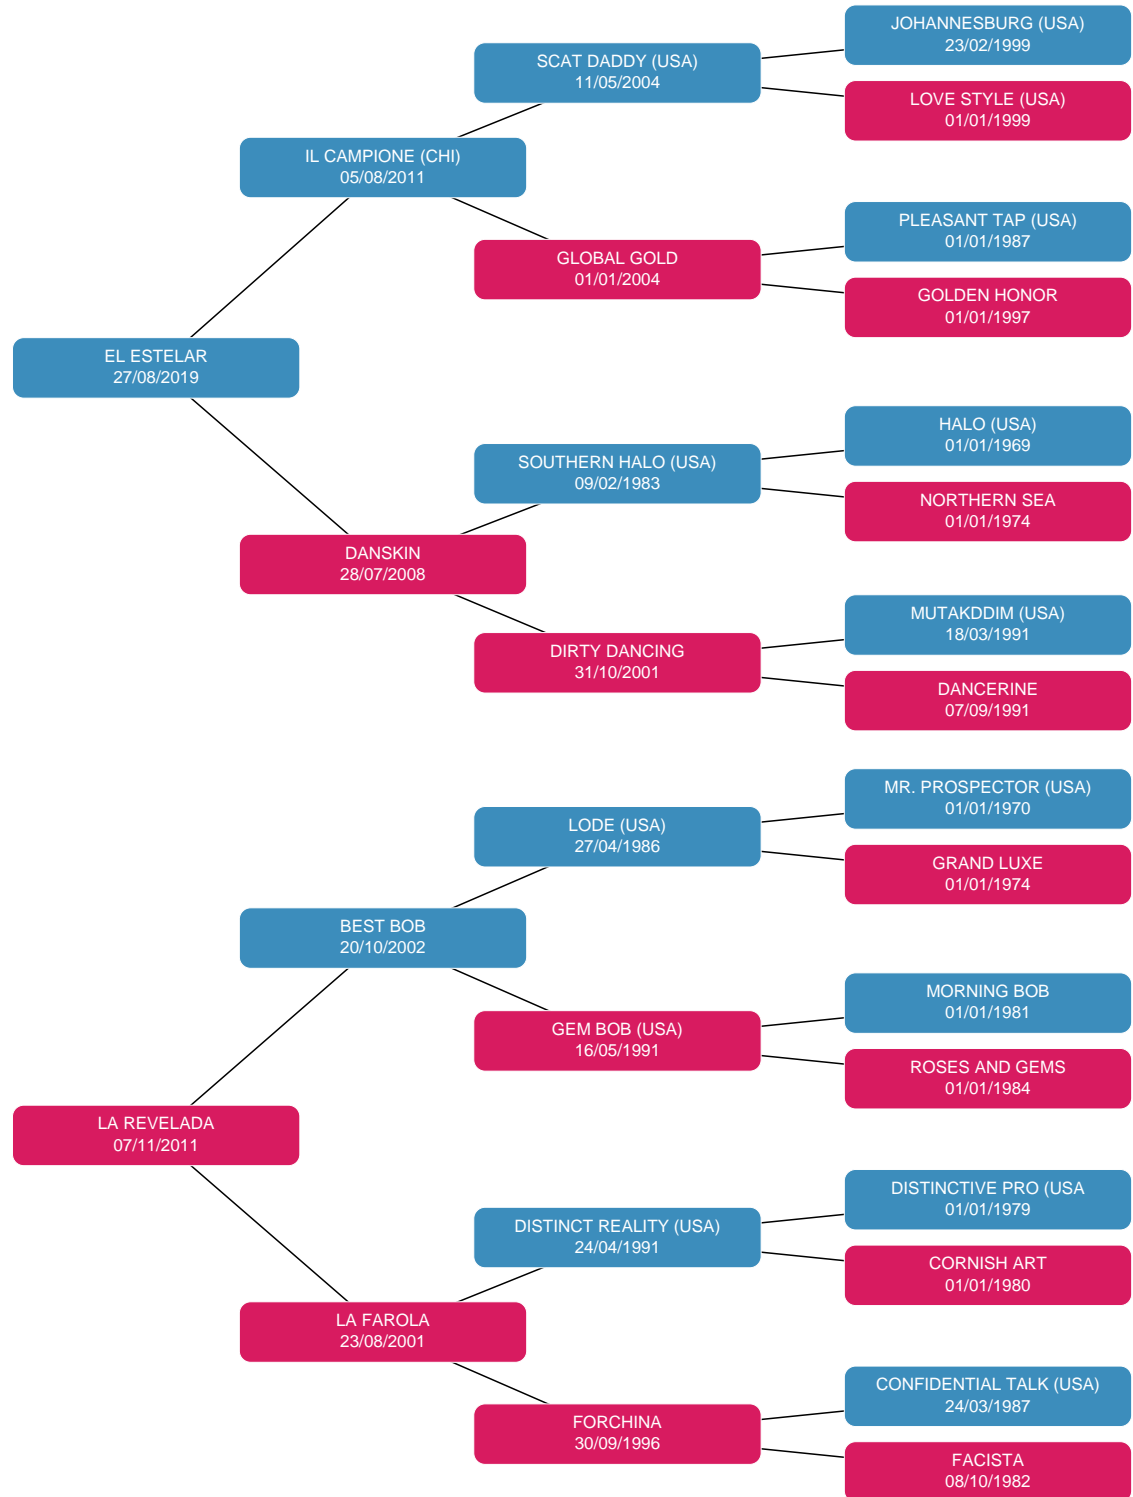 JOHANNESBURG (USA)
23/02/1999
SCAT DADDY (USA)
11/05/2004
LOVE STYLE (USA)
01/01/1999
IL CAMPIONE (CHI)
05/08/2011
PLEASANT TAP (USA)
01/01/1987
GLOBAL GOLD
01/01/2004
GOLDEN HONOR
01/01/1997
EL ESTELAR
27/08/2019
HALO (USA)
01/01/1969
SOUTHERN HALO (USA)
09/02/1983
NORTHERN SEA
01/01/1974
DANSKIN
28/07/2008
MUTAKDDIM (USA)
18/03/1991
DIRTY DANCING
31/10/2001
DANCERINE
07/09/1991
MR. PROSPECTOR (USA)
01/01/1970
LODE (USA)
27/04/1986
GRAND LUXE
01/01/1974
BEST BOB
20/10/2002
MORNING BOB
01/01/1981
GEM BOB (USA)
16/05/1991
ROSES AND GEMS
01/01/1984
LA REVELADA
07/11/2011
DISTINCTIVE PRO (USA
01/01/1979
DISTINCT REALITY (USA)
24/04/1991
CORNISH ART
01/01/1980
LA FAROLA
23/08/2001
CONFIDENTIAL TALK (USA)
24/03/1987
FORCHINA
30/09/1996
FACISTA
08/10/1982